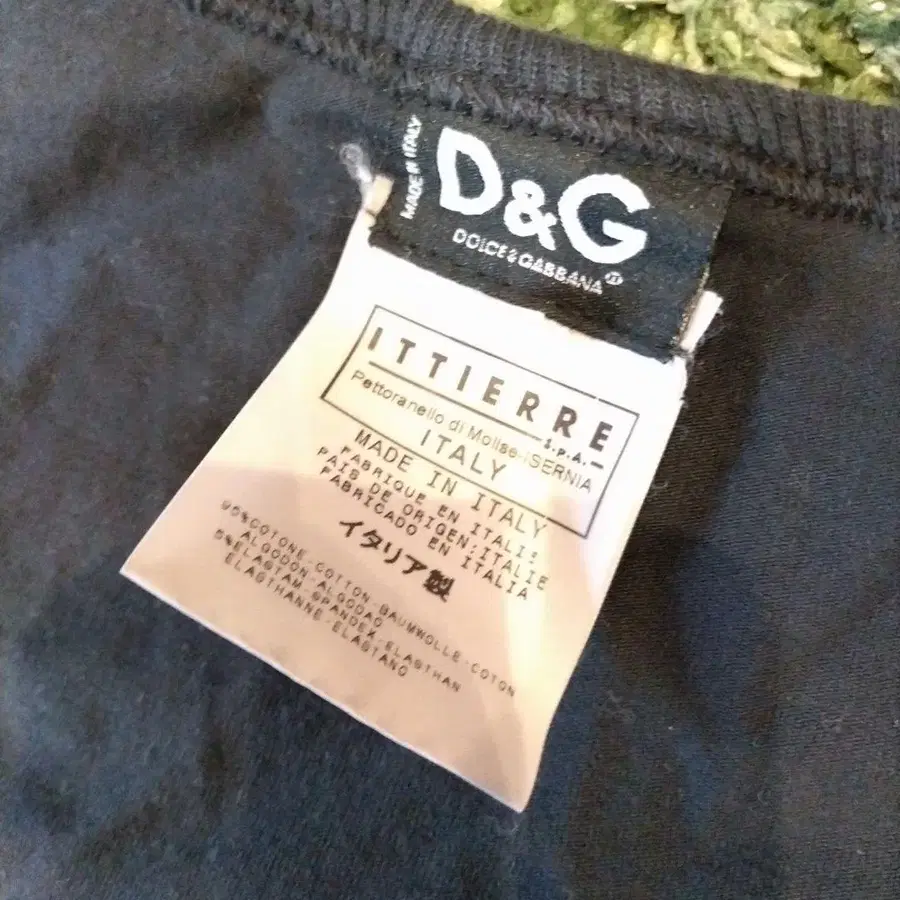 MADE IN ITALY
D&G
DOLCE&GABBANA
ITTIERRE
S.p.A.
Pettoranello di Molise-ISERNIA
ITALY
MADE IN ITALY
FABRIQUE EN ITALIE
PAIS DE ORIGEN:ITALIE
FABRICADO EN ITALIA
イタリア製
95%COTONE-COTTON-BAUMWOLLE-COTON
ALGODON-ALGODAO
5%ELASTAM-SPANDEX-ELASTHAN
ELASTHANNE-ELASTANO